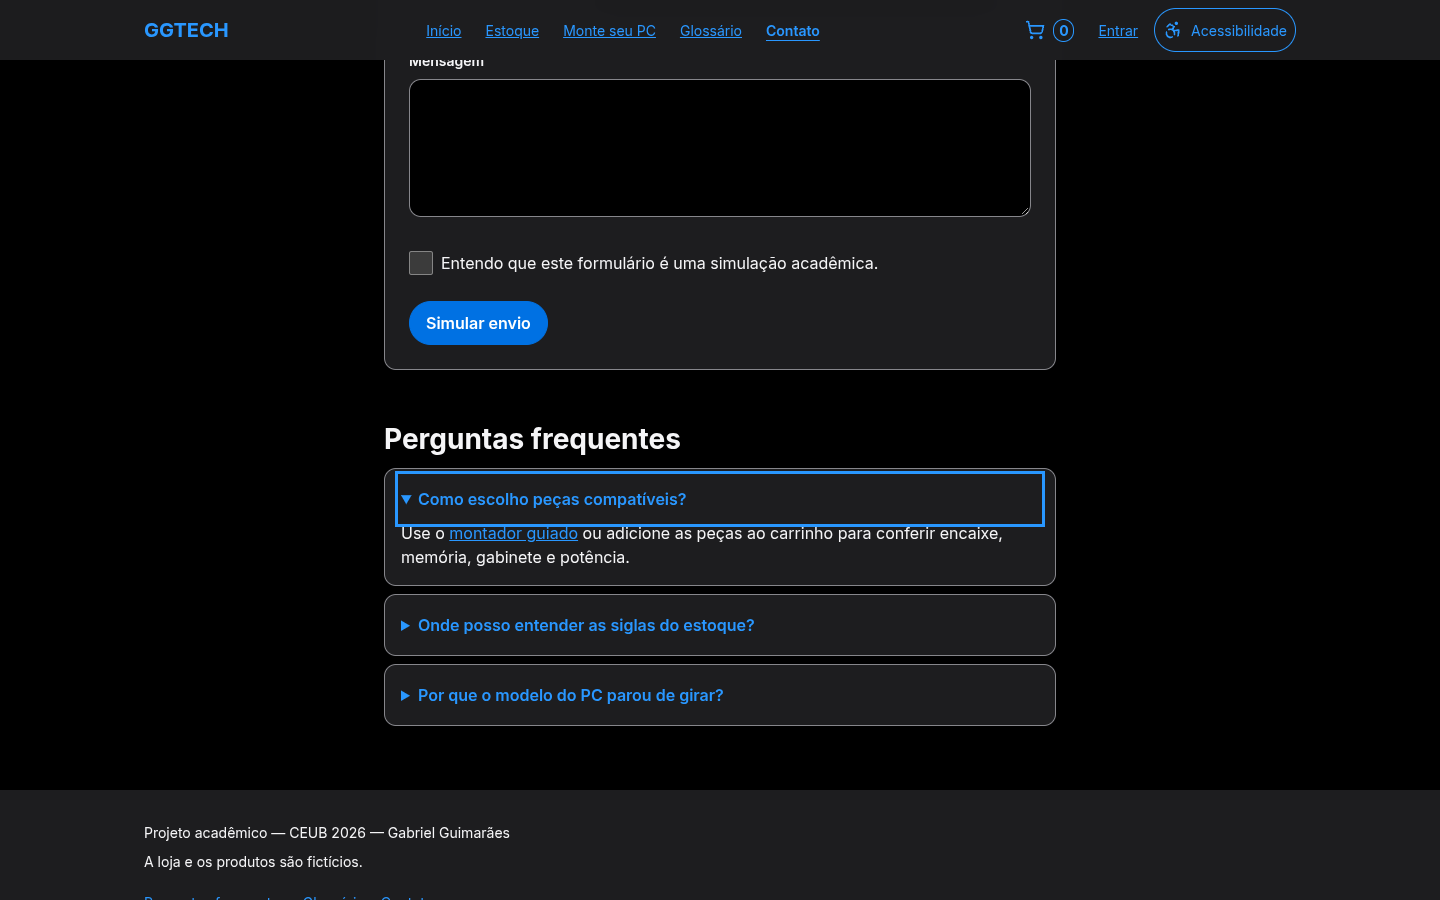 GGTECH
Início
Estoque
Monte seu PC
Glossário
Contato
0
Entrar
Acessibilidade
Mensagem
Entendo que este formulário é uma simulação acadêmica.
Simular envio
Perguntas frequentes
Como escolho peças compatíveis?
Use o montador guiado ou adicione as peças ao carrinho para conferir encaixe,
memória, gabinete e potência.
Onde posso entender as siglas do estoque?
Por que o modelo do PC parou de girar?
Projeto acadêmico — CEUB 2026 — Gabriel Guimarães
A loja e os produtos são fictícios.